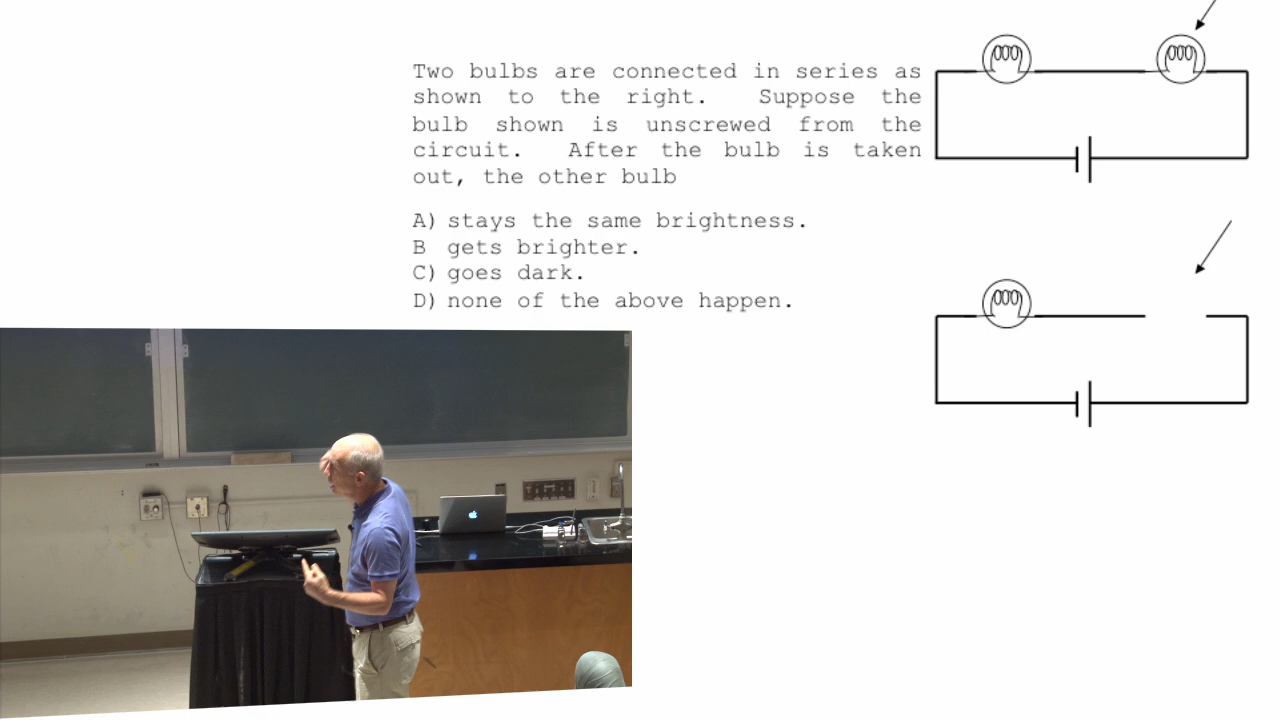 Two bulbs are connected in series as
shown to the right. Suppose the
bulb shown is unscrewed from the
circuit. After the bulb is taken
out, the other bulb
A) stays the same brightness.
B gets brighter.
C) goes dark.
D) none of the above happen.